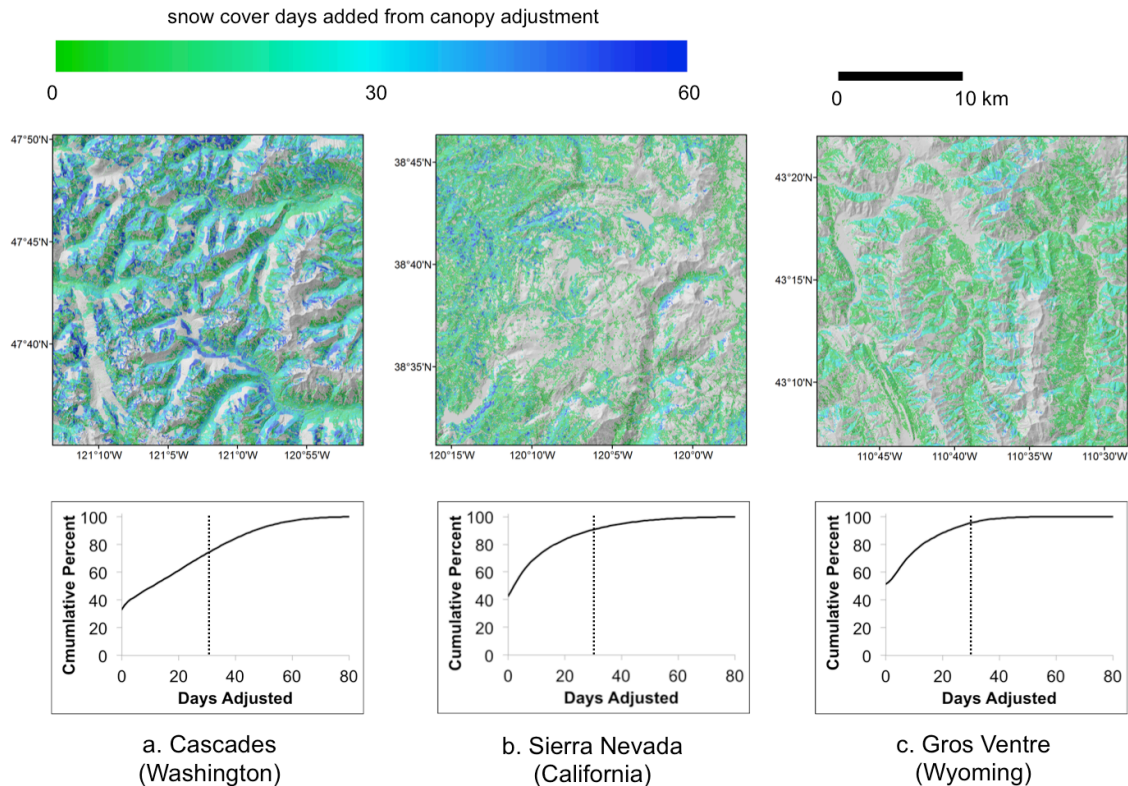 snow cover days added from canopy adjustment
0 30 60
0 10 km
47°50'N
47°45'N
47°40'N
121°10'W 121°5'W 121°0'W 120°55'W
38°45'N
38°40'N
38°35'N
120°15'W 120°10'W 120°5'W 120°0'W
43°20'N
43°15'N
43°10'N
110°45'W 110°40'W 110°35'W 110°30'W
Cmumlative Percent
100
80
60
40
20
0
0 20 40 60 80
Days Adjusted
Cumulative Percent
100
80
60
40
20
0
0 20 40 60 80
Days Adjusted
Cumulative Percent
100
80
60
40
20
0
0 20 40 60 80
Days Adjusted
a. Cascades
(Washington)
b. Sierra Nevada
(California)
c. Gros Ventre
(Wyoming)